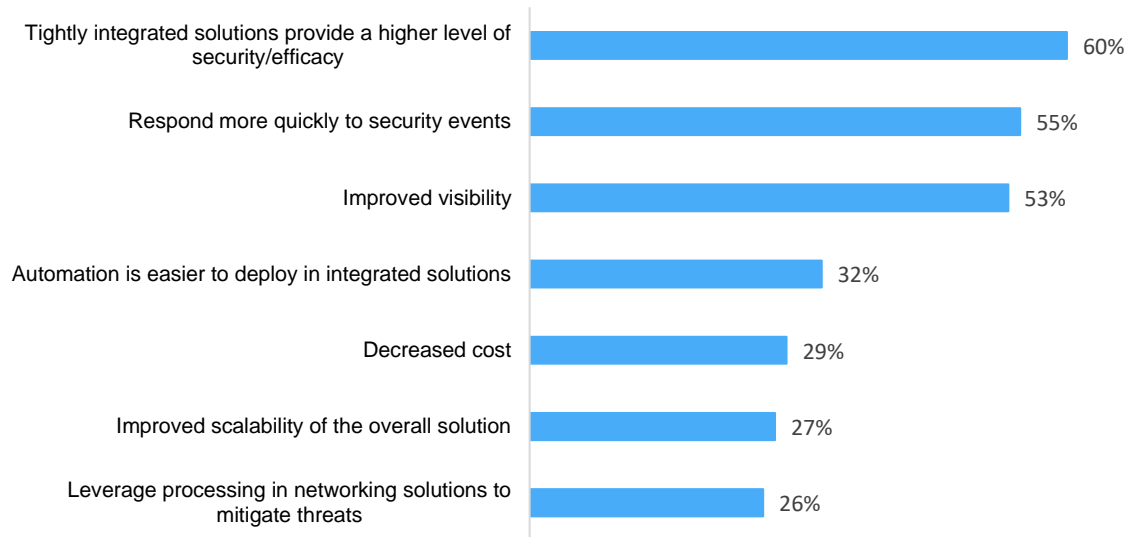 Tightly integrated solutions provide a higher level of
security/efficacy
60%
Respond more quickly to security events
55%
Improved visibility
53%
Automation is easier to deploy in integrated solutions
32%
Decreased cost
29%
Improved scalability of the overall solution
27%
Leverage processing in networking solutions to
mitigate threats
26%